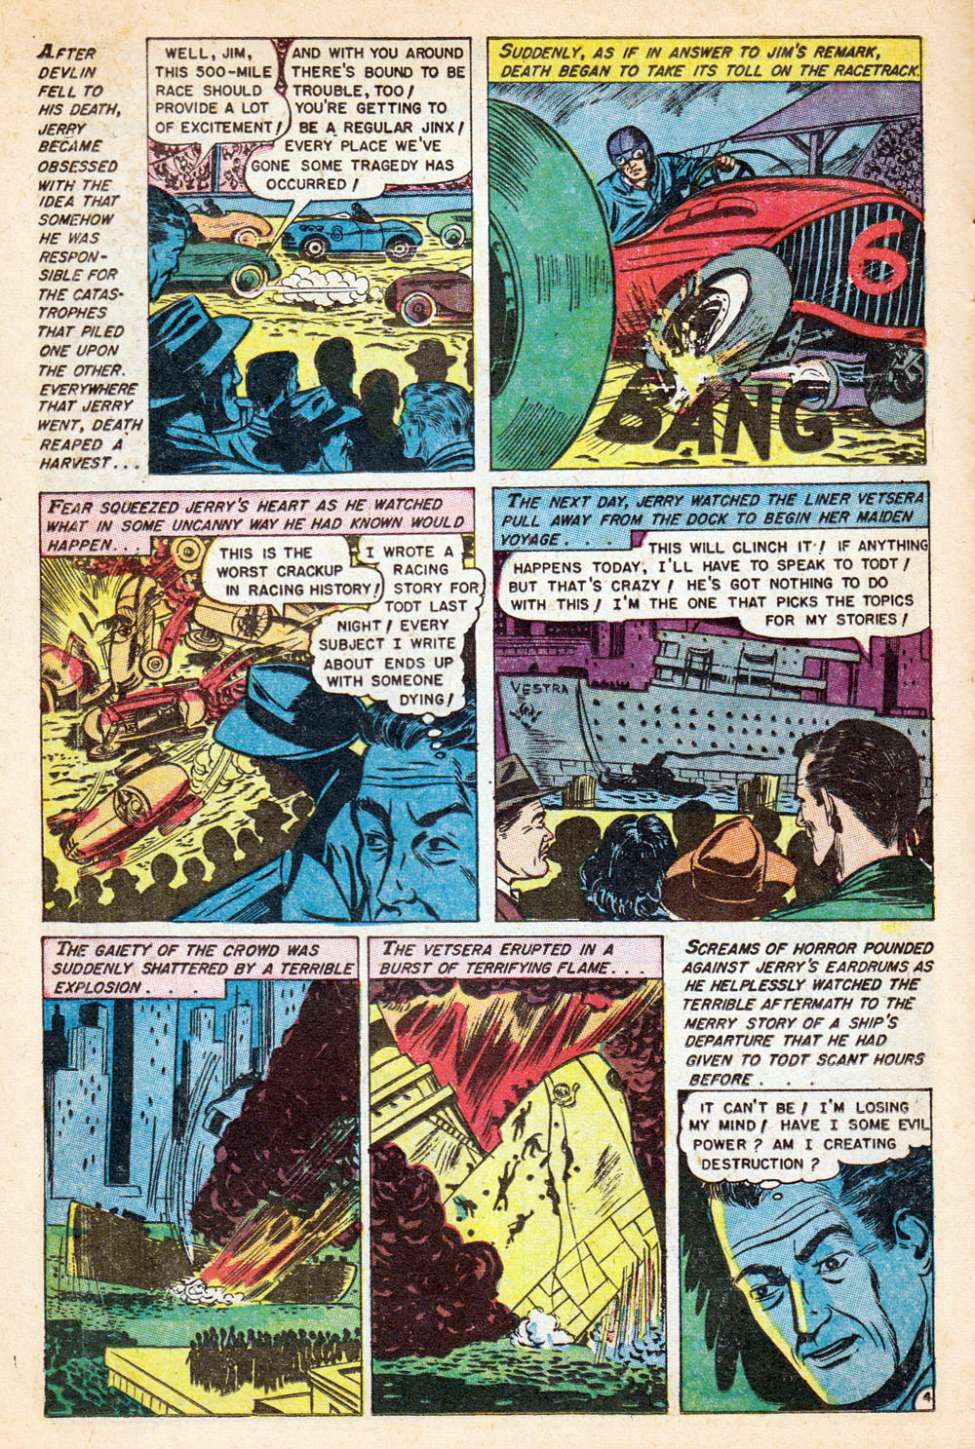 AFTER
DEVLIN
FELL TO
HIS DEATH,
JERRY
BECAME
OBSESSED
WITH THE
IDEA THAT
SOMEHOW
HE WAS
RESPON-
SIBLE FOR
THE CATAS-
TROPHES
THAT PILED
ONE UPON
THE OTHER.
EVERYWHERE
THAT JERRY
WENT, DEATH
REAPED A
HARVEST...
WELL, JIM,
THIS 500-MILE
RACE SHOULD
PROVIDE A LOT
OF EXCITEMENT!
AND WITH YOU AROUND
THERE'S BOUND TO BE
TROUBLE, TOO!
YOU'RE GETTING TO
BE A REGULAR JINX!
EVERY PLACE WE'VE
GONE SOME TRAGEDY HAS
OCCURRED!
6
SUDDENLY, AS IF IN ANSWER TO JIM'S REMARK,
DEATH BEGAN TO TAKE ITS TOLL ON THE RACETRACK.
6
BANG
FEAR SQUEEZED JERRY'S HEART AS HE WATCHED
WHAT IN SOME UNCANNY WAY HE HAD KNOWN WOULD
HAPPEN...
THIS IS THE
WORST CRACKUP
IN RACING HISTORY!
I WROTE A
RACING
STORY FOR
TODT LAST
NIGHT! EVERY
SUBJECT I WRITE
ABOUT ENDS UP
WITH SOMEONE
DYING!
THE NEXT DAY, JERRY WATCHED THE LINER VETSERA
PULL AWAY FROM THE DOCK TO BEGIN HER MAIDEN
VOYAGE. . . .
THIS WILL CLINCH IT! IF ANYTHING
HAPPENS TODAY, I'LL HAVE TO SPEAK TO TODT!
BUT THAT'S CRAZY! HE'S GOT NOTHING TO DO
WITH THIS! I'M THE ONE THAT PICKS THE TOPICS
FOR MY STORIES!
VESTRA
THE GAIETY OF THE CROWD WAS
SUDDENLY SHATTERED BY A TERRIBLE
EXPLOSION . . . .
THE VETSERA ERUPTED IN A
BURST OF TERRIFYING FLAME...
SCREAMS OF HORROR POUNDED
AGAINST JERRY'S EARDRUMS AS
HE HELPLESSLY WATCHED THE
TERRIBLE AFTERMATH TO THE
MERRY STORY OF A SHIP'S
DEPARTURE THAT HE HAD
GIVEN TO TODT SCANT HOURS
BEFORE . . . .
IT CAN'T BE! I'M LOSING
MY MIND! HAVE I SOME EVIL
POWER? AM I CREATING
DESTRUCTION?
4